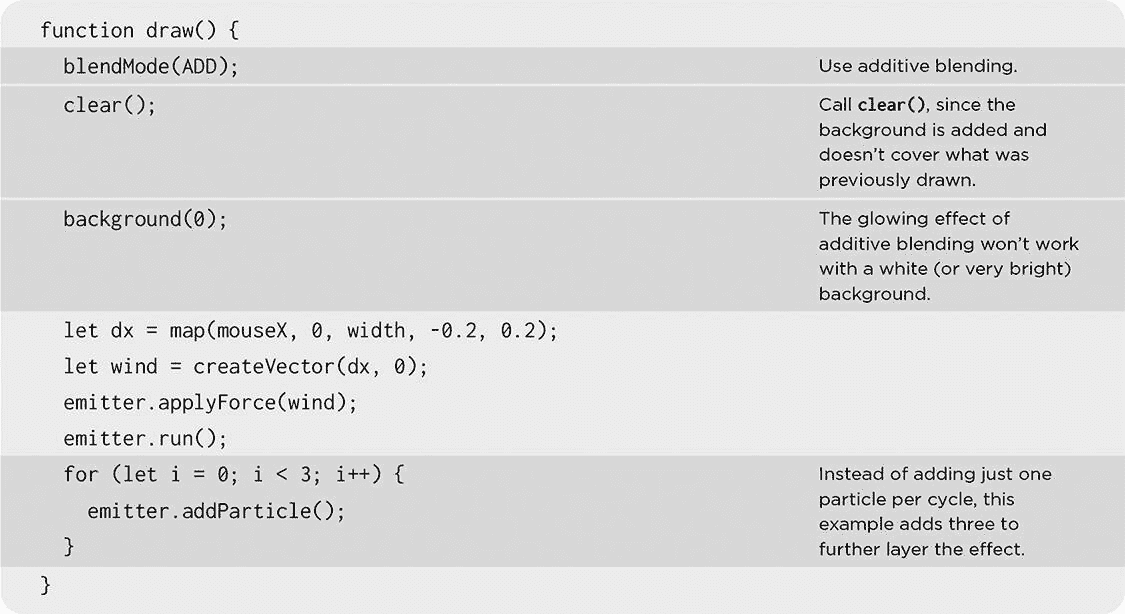 function draw() {
blendMode(ADD);
Use additive blending.
clear();
Call clear(), since the
background is added and
doesn’t cover what was
previously drawn.
background(0);
The glowing effect of
additive blending won’t work
with a white (or very bright)
background.
let dx = map(mouseX, 0, width, -0.2, 0.2);
let wind = createVector(dx, 0);
emitter.applyForce(wind);
emitter.run();
for (let i = 0; i < 3; i++) {
emitter.addParticle();
}
Instead of adding just one
particle per cycle, this
example adds three to
further layer the effect.
}